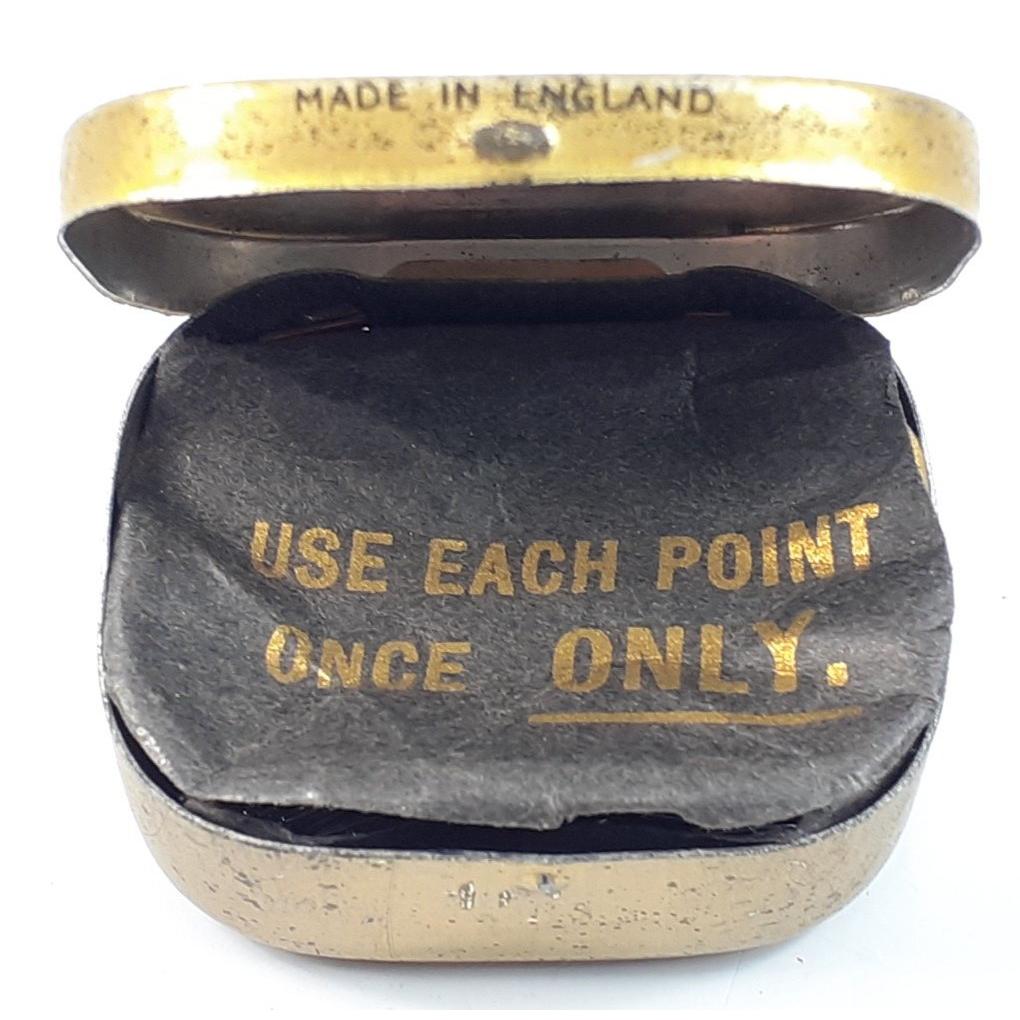 MADE IN ENGLAND
USE EACH POINT
ONCE ONLY.